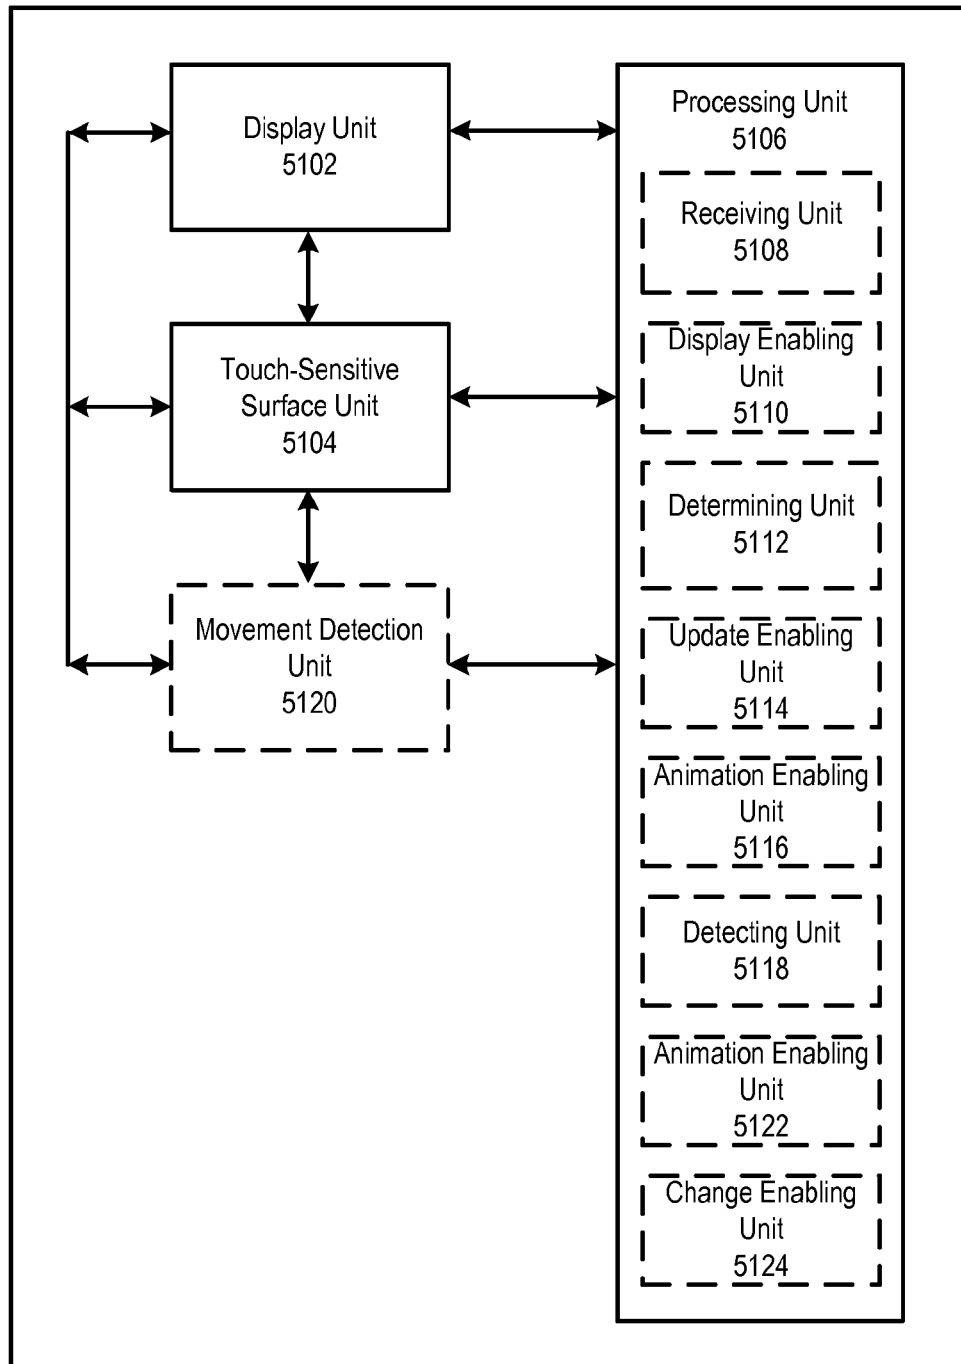 Display Unit
5102
Touch-Sensitive
Surface Unit
5104
Movement Detection
Unit
5120
Processing Unit
5106
Receiving Unit
5108
Display Enabling
Unit
5110
Determining Unit
5112
Update Enabling
Unit
5114
Animation Enabling
Unit
5116
Detecting Unit
5118
Animation Enabling
Unit
5122
Change Enabling
Unit
5124